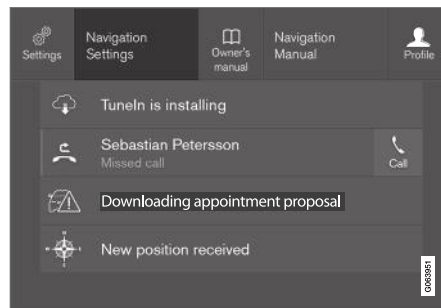 Settings
Navigation
Settings
Owner's
manual
Navigation
Manual
Profile
TuneIn is installing
Sebastian Petersson
Missed call
Call
Downloading appointment proposal
New position received
G063951